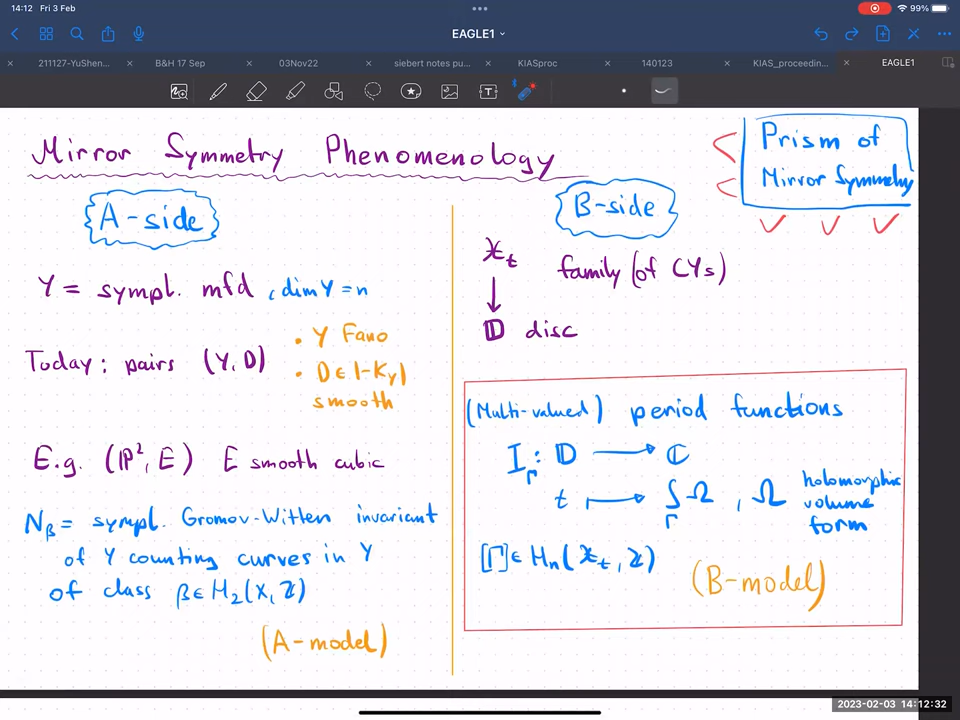 14:12 Fri 3 Feb
99%
EAGLE1
211127-YuShen...
B&H 17 Sep
03Nov22
siebert notes pu...
KIASproc
140123
KIAS_proceedin...
EAGLE1
Mirror Symmetry Phenomenology
Prism of
Mirror Symmetry
A-side
B-side
Y = sympl. mfd , dim Y = n
𝔛_t family (of CYs)
↓
𝔻 disc
Today: pairs (Y, D)
• Y Fano
• D ∈ |-K_Y|
smooth
E.g. (ℙ², E) E smooth cubic
N_β = sympl. Gromov-Witten invariant
of Y counting curves in Y
of class β ∈ H₂(X, ℤ)
(A-model)
(Multi-valued) period functions
I_Γ : 𝔻 ⟶ ℂ
t ⟼ ∫_Γ Ω , Ω holomorphic
volume
form
[Γ] ∈ H_n(𝔛_t, ℤ)
(B-model)
2023-02-03 14:12:32